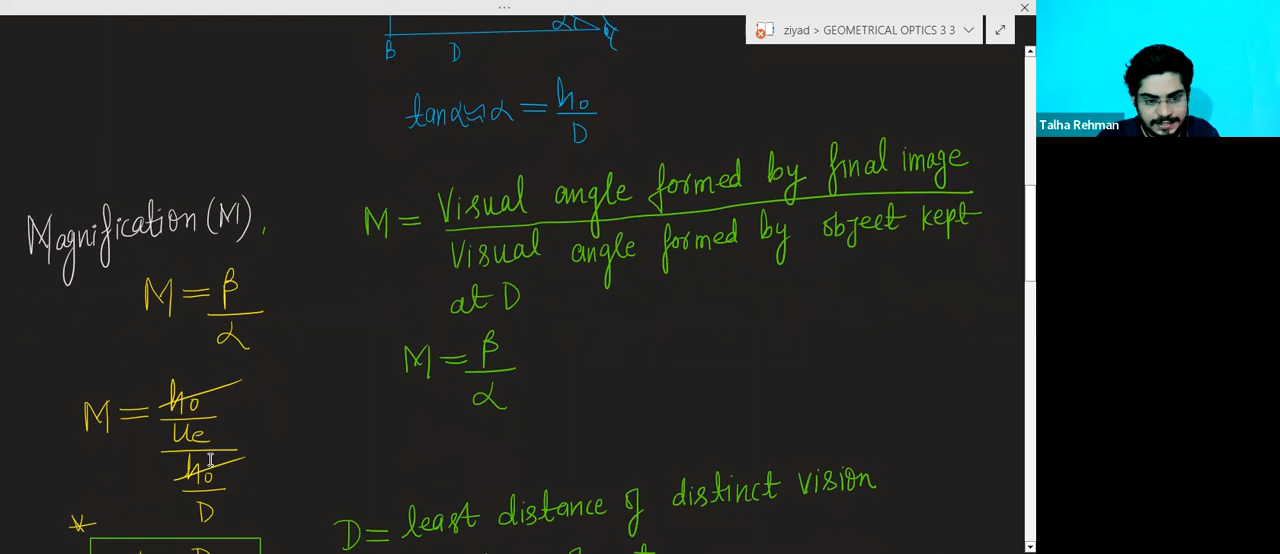 ziyad > GEOMETRICAL OPTICS 3 3
Talha Rehman
α
B D
tanα≈α = h₀/D
Magnification (M),
M = Visual angle formed by final image
Visual angle formed by object kept
at D
M = β/α
M = β/α
M = h₀/ue
h₀/D
D = least distance of distinct vision
D